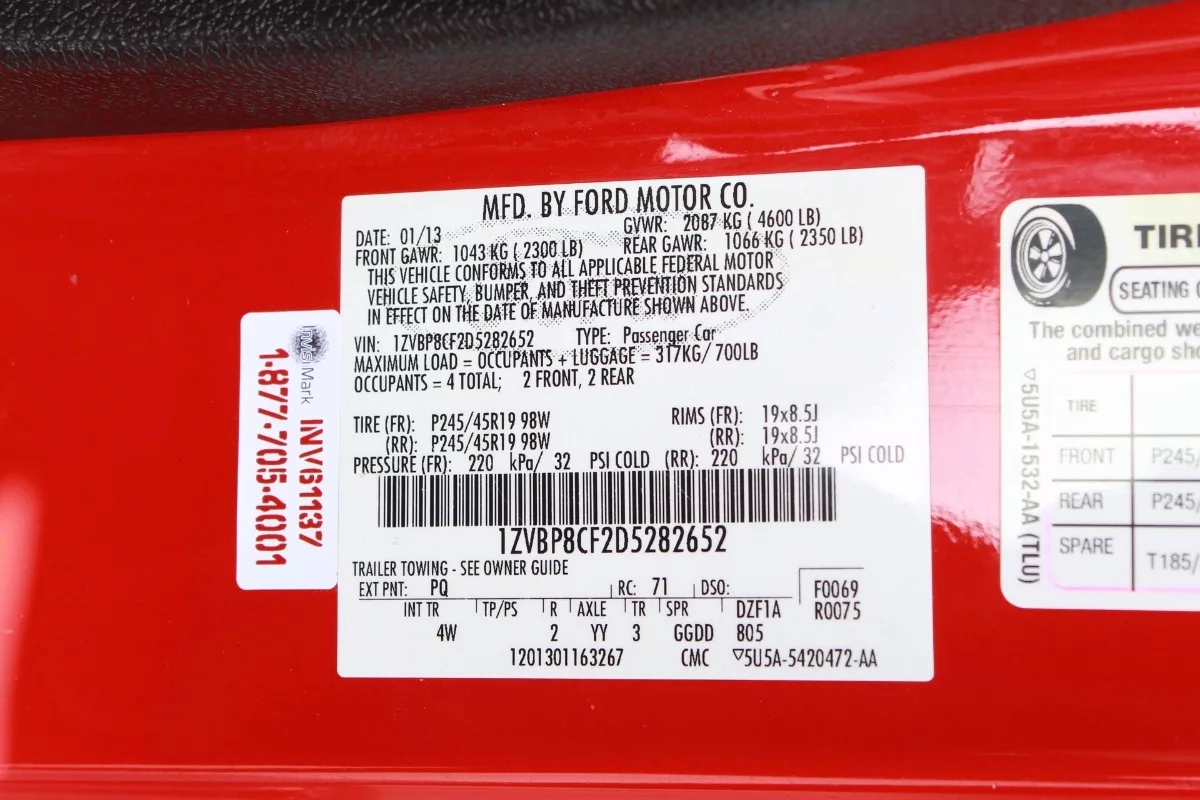 MFD. BY FORD MOTOR CO.
DATE: 01/13 GVWR: 2087 KG ( 4600 LB)
FRONT GAWR: 1043 KG ( 2300 LB) REAR GAWR: 1066 KG ( 2350 LB)
THIS VEHICLE CONFORMS TO ALL APPLICABLE FEDERAL MOTOR
VEHICLE SAFETY, BUMPER, AND THEFT PREVENTION STANDARDS
IN EFFECT ON THE DATE OF MANUFACTURE SHOWN ABOVE.
VIN: 1ZVBP8CF2D5282652 TYPE: Passenger Car
MAXIMUM LOAD = OCCUPANTS + LUGGAGE = 317KG/ 700LB
OCCUPANTS = 4 TOTAL; 2 FRONT, 2 REAR
TIRE (FR): P245/45R19 98W RIMS (FR): 19x8.5J
(RR): P245/45R19 98W (RR): 19x8.5J
PRESSURE (FR): 220 kPa/ 32 PSI COLD (RR): 220 kPa/ 32 PSI COLD
1ZVBP8CF2D5282652
TRAILER TOWING - SEE OWNER GUIDE
EXT PNT: PQ RC: 71 DSO: F0069
INT TR TP/PS R AXLE TR SPR DZF1A R0075
4W 2 YY 3 GGDD 805
1201301163267 CMC ▽5U5A-5420472-AA
InvisiMark INV61137
1-877-705-4001
TIR
SEATING
The combined we
and cargo sho
TIRE
FRONT P245/
REAR P245/
SPARE T185/
▽5U5A-1532-AA (TLU)